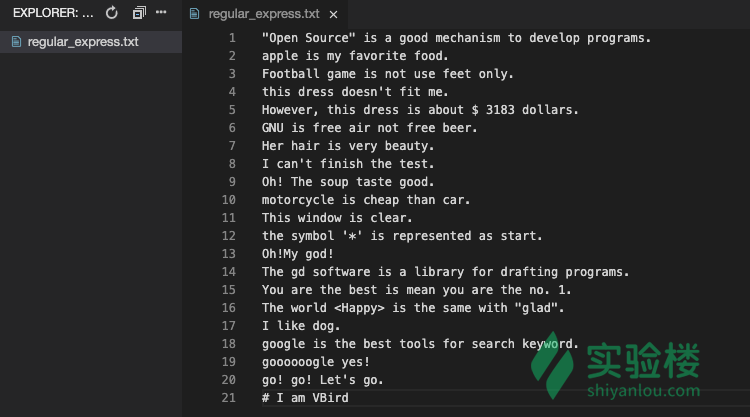 EXPLORER: ...
regular_express.txt
regular_express.txt ×
1 "Open Source" is a good mechanism to develop programs.
2 apple is my favorite food.
3 Football game is not use feet only.
4 this dress doesn't fit me.
5 However, this dress is about $ 3183 dollars.
6 GNU is free air not free beer.
7 Her hair is very beauty.
8 I can't finish the test.
9 Oh! The soup taste good.
10 motorcycle is cheap than car.
11 This window is clear.
12 the symbol '*' is represented as start.
13 Oh!My god!
14 The gd software is a library for drafting programs.
15 You are the best is mean you are the no. 1.
16 The world <Happy> is the same with "glad".
17 I like dog.
18 google is the best tools for search keyword.
19 goooooogle yes!
20 go! go! Let's go.
21 # I am VBird
实验楼
shiyanlou.com